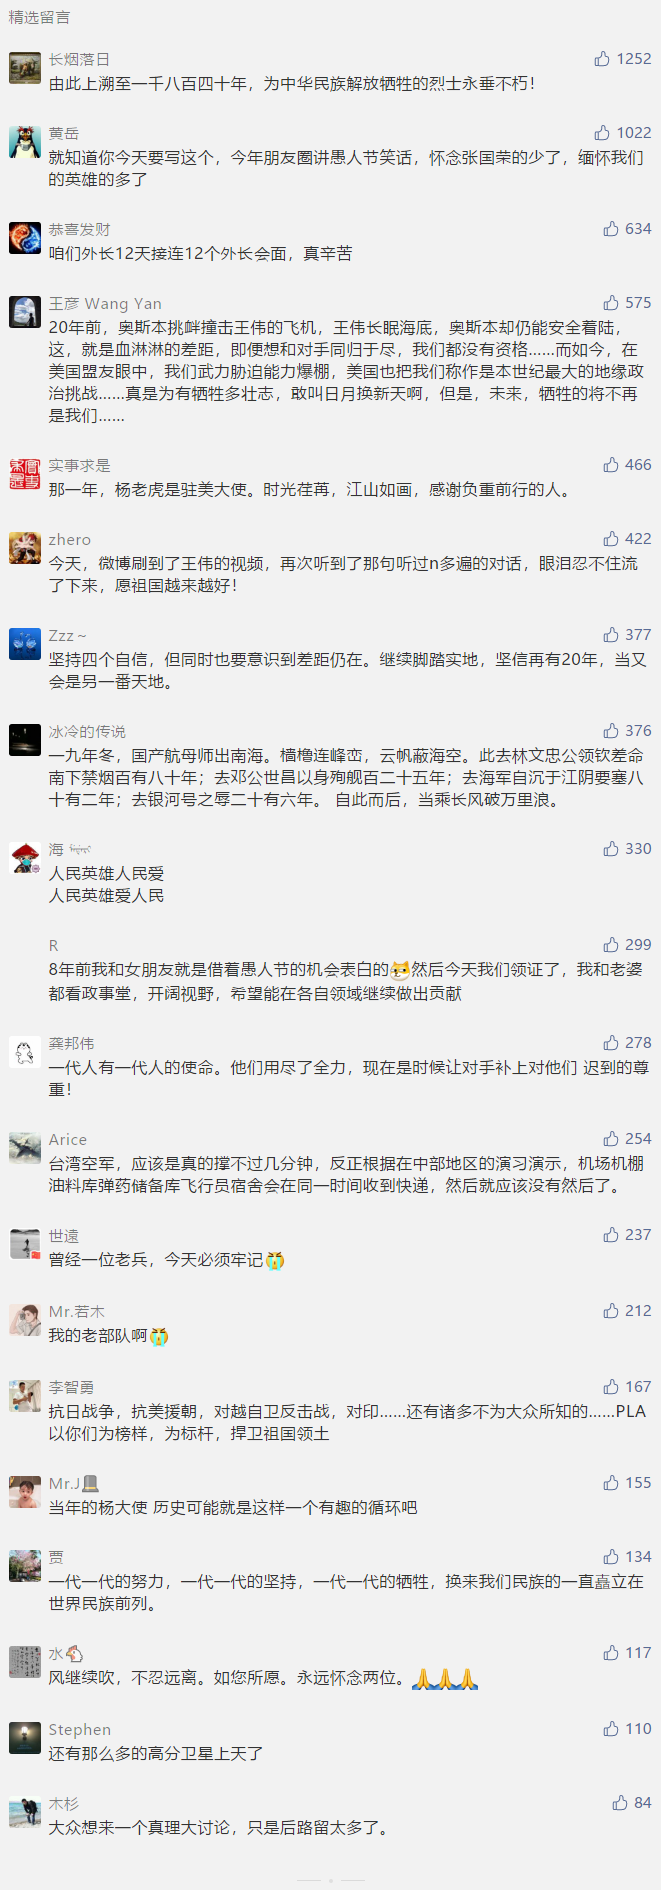 精选留言
长烟落日 1252
由此上溯至一千八百四十年，为中华民族解放牺牲的烈士永垂不朽！
黄岳 1022
就知道你今天要写这个，今年朋友圈讲愚人节笑话，怀念张国荣的少了，缅怀我们
的英雄的多了
恭喜发财 634
咱们外长12天接连12个外长会面，真辛苦
王彦 Wang Yan 575
20年前，奥斯本挑衅撞击王伟的飞机，王伟长眠海底，奥斯本却仍能安全着陆，
这，就是血淋淋的差距，即便想和对手同归于尽，我们都没有资格......而如今，在
美国盟友眼中，我们武力胁迫能力爆棚，美国也把我们称作是本世纪最大的地缘政
治挑战......真是为有牺牲多壮志，敢叫日月换新天啊，但是，未来，牺牲的将不再
是我们......
实事求是 466
那一年，杨老虎是驻美大使。时光荏苒，江山如画，感谢负重前行的人。
zhero 422
今天，微博刷到了王伟的视频，再次听到了那句听过n多遍的对话，眼泪忍不住流
了下来，愿祖国越来越好！
Zzz～ 377
坚持四个自信，但同时也要意识到差距仍在。继续脚踏实地，坚信再有20年，当又
会是另一番天地。
冰冷的传说 376
一九年冬，国产航母师出南海。樯橹连峰峦，云帆蔽海空。此去林文忠公领钦差命
南下禁烟百有八十年；去邓公世昌以身殉舰百二十五年；去海军自沉于江阴要塞八
十有二年；去银河号之辱二十有六年。 自此而后，当乘长风破万里浪。
海 330
人民英雄人民爱
人民英雄爱人民
R 299
8年前我和女朋友就是借着愚人节的机会表白的然后今天我们领证了，我和老婆
都看政事堂，开阔视野，希望能在各自领域继续做出贡献
龚邦伟 278
一代人有一代人的使命。他们用尽了全力，现在是时候让对手补上对他们 迟到的尊
重！
Arice 254
台湾空军，应该是真的撑不过几分钟，反正根据在中部地区的演习演示，机场机棚
油料库弹药储备库飞行员宿舍会在同一时间收到快递，然后就应该没有然后了。
世遠 237
曾经一位老兵，今天必须牢记😭
Mr.若木 212
我的老部队啊😭
李智勇 167
抗日战争，抗美援朝，对越自卫反击战，对印......还有诸多不为大众所知的......PLA
以你们为榜样，为标杆，捍卫祖国领土
Mr.J 155
当年的杨大使 历史可能就是这样一个有趣的循环吧
贾 134
一代一代的努力，一代一代的坚持，一代一代的牺牲，换来我们民族的一直矗立在
世界民族前列。
水 117
风继续吹，不忍远离。如您所愿。永远怀念两位。🙏🙏🙏
Stephen 110
还有那么多的高分卫星上天了
木杉 84
大众想来一个真理大讨论，只是后路留太多了。